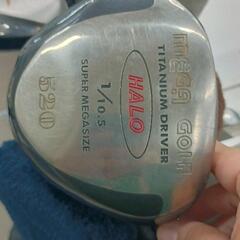 mega GOLF
TITANIUM DRIVER
HALO
1/10.5
SUPER MEGASIZE
520